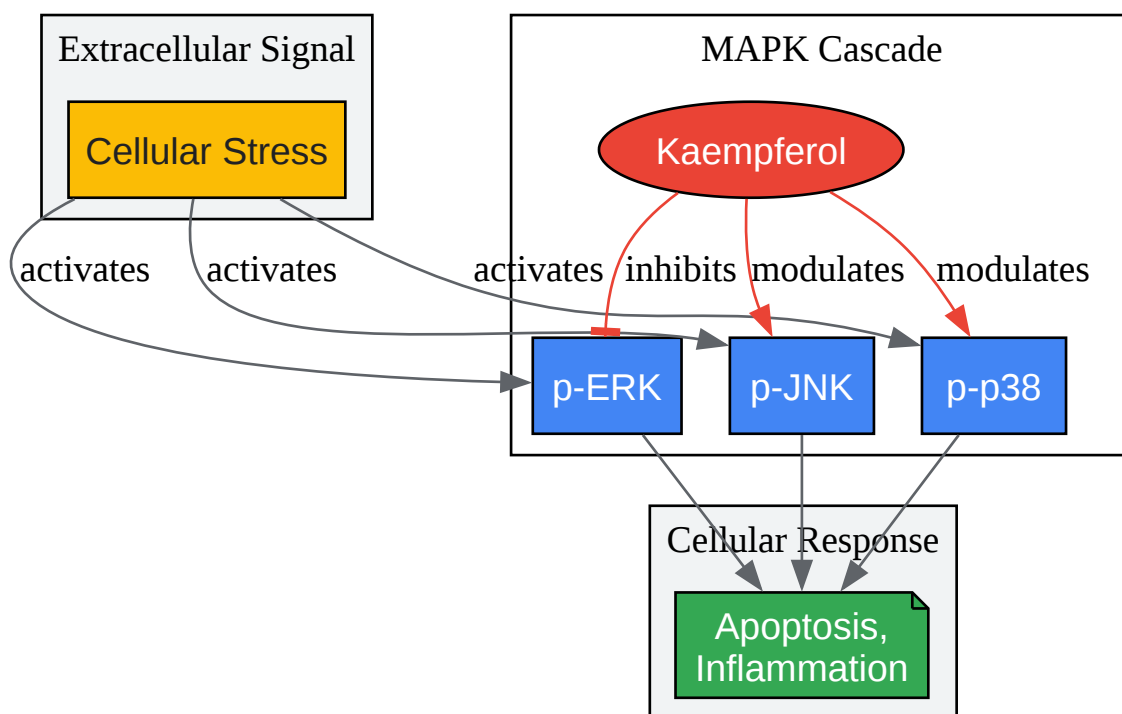 Extracellular Signal
MAPK Cascade
Cellular Stress
Kaempferol
activates
activates
activates
inhibits
modulates
modulates
p-ERK
p-JNK
p-p38
Cellular Response
Apoptosis,
Inflammation